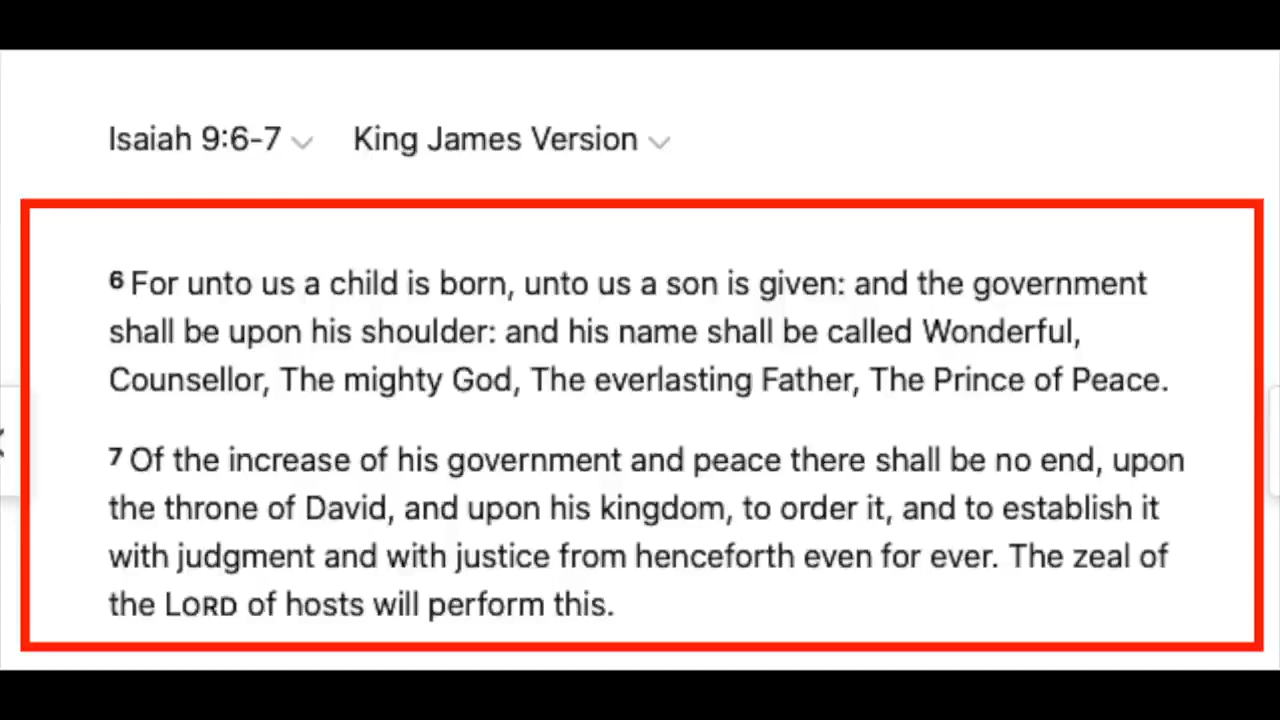 Isaiah 9:6-7 King James Version
6 For unto us a child is born, unto us a son is given: and the government
shall be upon his shoulder: and his name shall be called Wonderful,
Counsellor, The mighty God, The everlasting Father, The Prince of Peace.
7 Of the increase of his government and peace there shall be no end, upon
the throne of David, and upon his kingdom, to order it, and to establish it
with judgment and with justice from henceforth even for ever. The zeal of
the LORD of hosts will perform this.